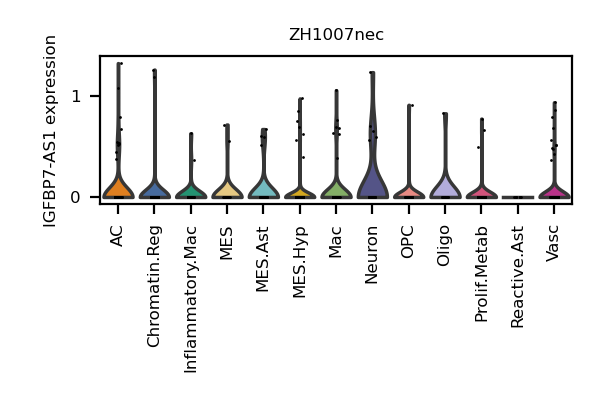 ZH1007nec
IGFBP7-AS1 expression
1
0
AC
Chromatin.Reg
Inflammatory.Mac
MES
MES.Ast
MES.Hyp
Mac
Neuron
OPC
Oligo
Prolif.Metab
Reactive.Ast
Vasc